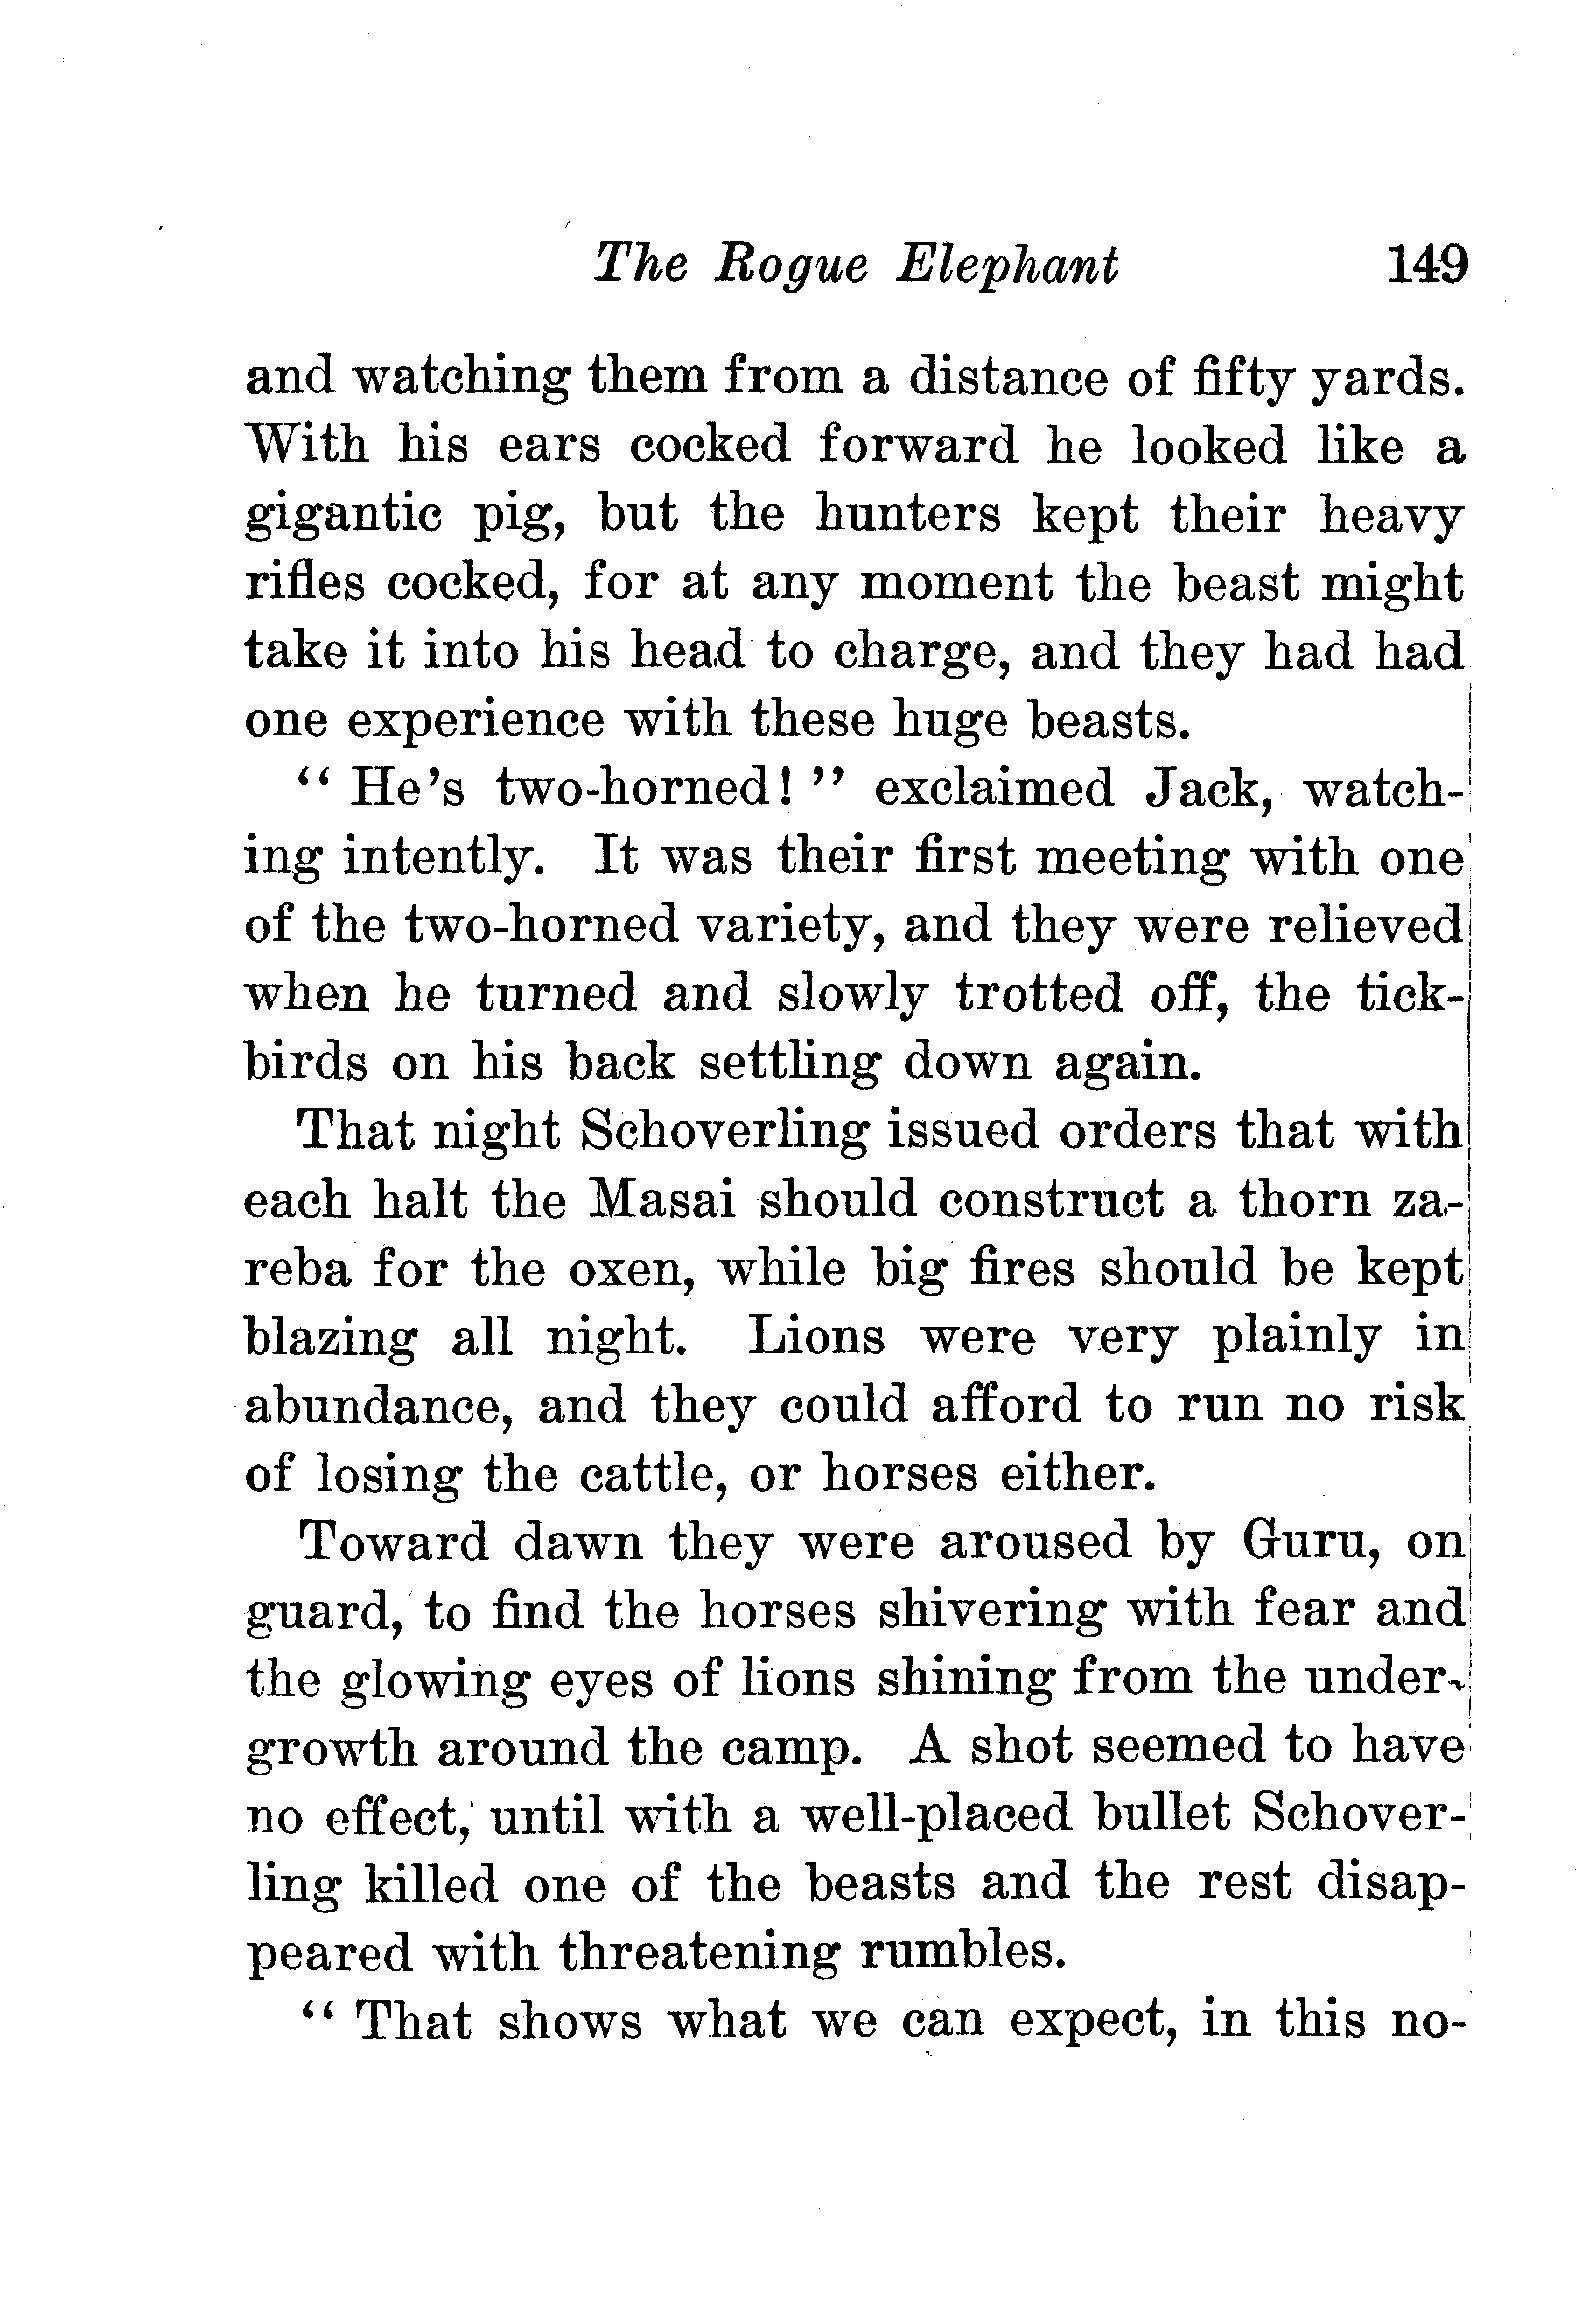 The Rogue Elephant 149
and watching them from a distance of fifty yards.
With his ears cocked forward he looked like a
gigantic pig, but the hunters kept their heavy
rifles cocked, for at any moment the beast might
take it into his head to charge, and they had had
one experience with these huge beasts.
“ He’s two-horned! ” exclaimed Jack, watch-
ing intently. It was their first meeting with one
of the two-horned variety, and they were relieved
when he turned and slowly trotted off, the tick-
birds on his back settling down again.
That night Schoverling issued orders that with
each halt the Masai should construct a thorn za-
reba for the oxen, while big fires should be kept
blazing all night. Lions were very plainly in
abundance, and they could afford to run no risk
of losing the cattle, or horses either.
Toward dawn they were aroused by Guru, on
guard, to find the horses shivering with fear and
the glowing eyes of lions shining from the under-
growth around the camp. A shot seemed to have
no effect, until with a well-placed bullet Schover-
ling killed one of the beasts and the rest disap-
peared with threatening rumbles.
“ That shows what we can expect, in this no-